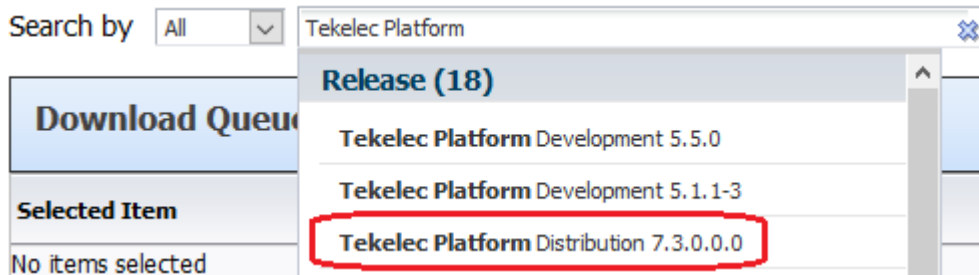 Search by All Tekelec Platform
Release (18)
Download Queu
Tekelec Platform Development 5.5.0
Tekelec Platform Development 5.1.1-3
Selected Item
Tekelec Platform Distribution 7.3.0.0.0
No items selected